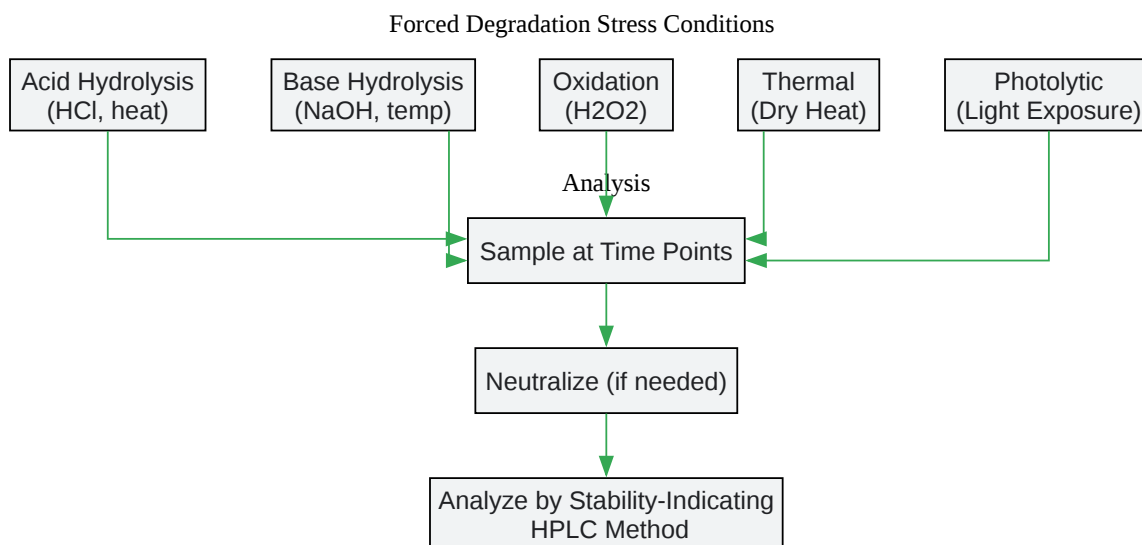 Forced Degradation Stress Conditions
Acid Hydrolysis
(HCl, heat)
Base Hydrolysis
(NaOH, temp)
Oxidation
(H2O2)
Thermal
(Dry Heat)
Photolytic
(Light Exposure)
Analysis
Sample at Time Points
Neutralize (if needed)
Analyze by Stability-Indicating
HPLC Method